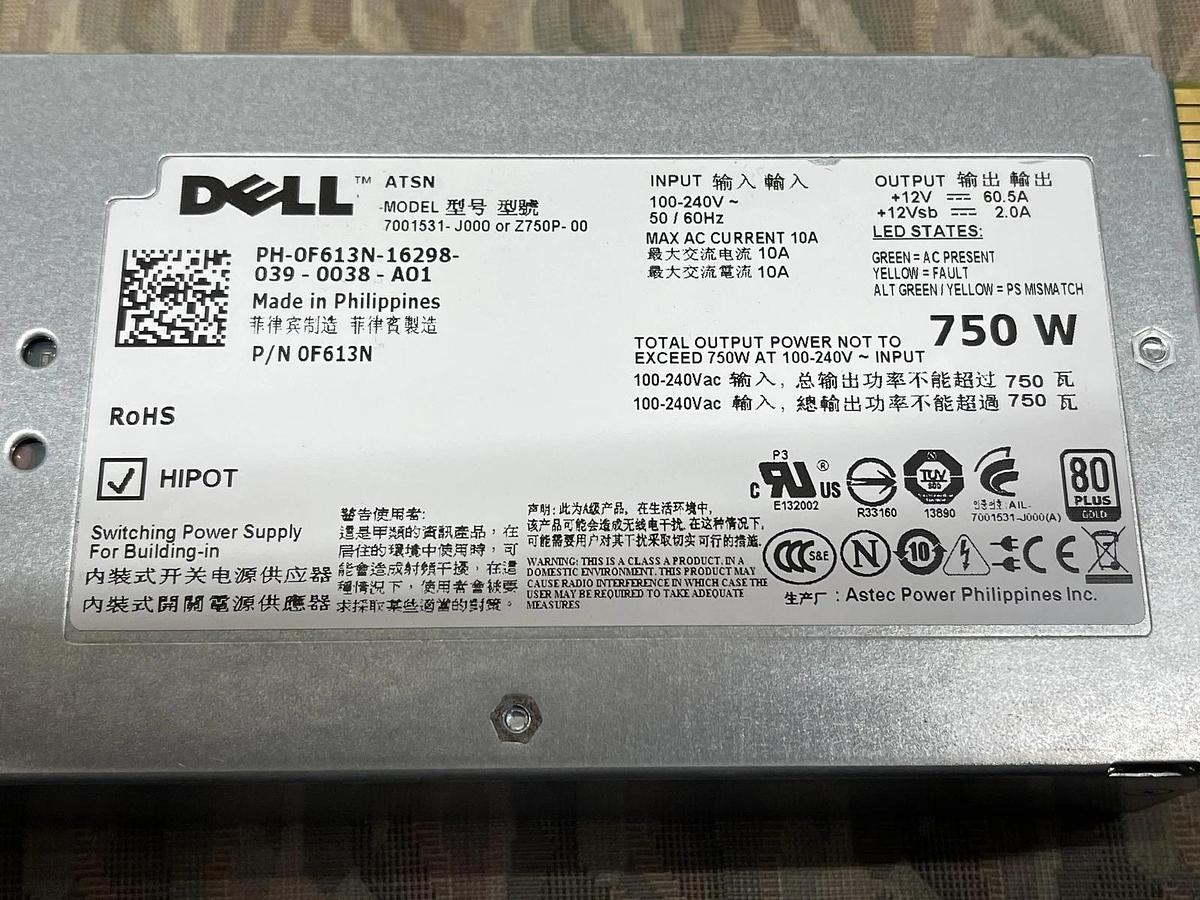 DELL™ ATSN
MODEL 型号 型號
7001531- J000 or Z750P- 00
PH-0F613N-16298-
039 - 0038 - A01
Made in Philippines
菲律宾制造 菲律賓製造
P/N 0F613N
RoHS
HIPOT
Switching Power Supply
For Building-in
内装式开关电源供应器
內裝式開關電源供應器
警告使用者:
這是甲類的資訊產品，在
居住的環境中使用時，可
能會造成射頻干擾，在這
種情況下，使用者會被要
求採取某些適當的對策。
INPUT 输入 輸入
100-240V ~
50 / 60Hz
MAX AC CURRENT 10A
最大交流电流 10A
最大交流電流 10A
OUTPUT 输出 輸出
+12V 60.5A
+12Vsb 2.0A
LED STATES:
GREEN = AC PRESENT
YELLOW = FAULT
ALT GREEN / YELLOW = PS MISMATCH
TOTAL OUTPUT POWER NOT TO
EXCEED 750W AT 100-240V ~ INPUT
750 W
100-240Vac 输入, 总输出功率不能超过 750 瓦
100-240Vac 輸入, 總輸出功率不能超過 750 瓦
声明: 此为A级产品, 在生活环境中,
该产品可能会造成无线电干扰.在这种情况下,
可能需要用户对其干扰采取切实可行的措施.
WARNING: THIS IS A CLASS A PRODUCT. IN A
DOMESTIC ENVIRONMENT. THIS PRODUCT MAY
CAUSE RADIO INTERFERENCE IN WHICH CASE THE
USER MAY BE REQUIRED TO TAKE ADEQUATE
MEASURES
P3
c RU ® US
E132002
R33160
N
TUV
SUD
13890
인증번호: AIL-
7001531-J000(A)
80
PLUS
GOLD
CCC S&E
N
10
CE
生产厂 : Astec Power Philippines Inc.